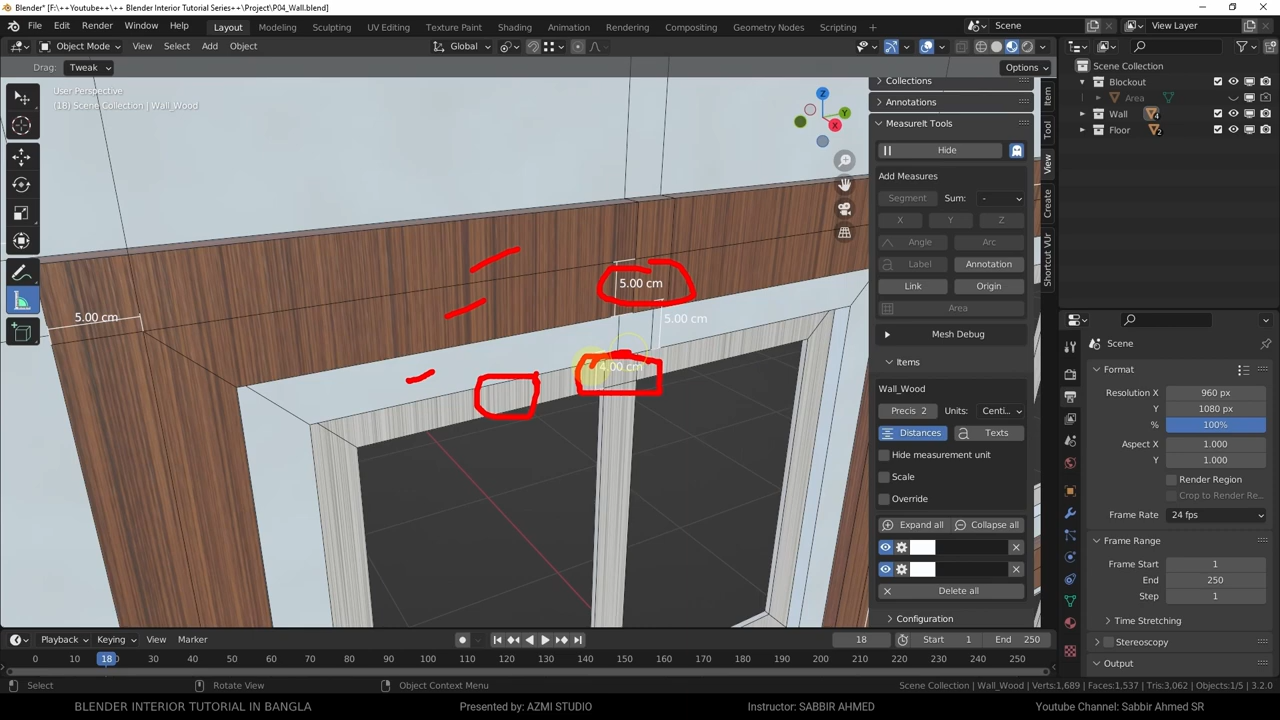 Blender* [F:\++Youtube\++ Blender Interior Tutorial Series++\Project\P04_Wall.blend]
File Edit Render Window Help Layout Modeling Sculpting UV Editing Texture Paint Shading Animation Rendering Compositing Geometry Nodes Scripting Scene View Layer
Object Mode View Select Add Object Global
Drag: Tweak Options
User Perspective
(18) Scene Collection | Wall_Wood
Z
Y
X
5.00 cm
5.00 cm
5.00 cm
4.00 cm
Collections
Annotations
MeasureIt Tools
Hide
Add Measures
Segment Sum: -
X Y Z
Angle Arc
Label Annotation
Link Origin
Area
Mesh Debug
Items
Wall_Wood
Precis 2 Units: Centi...
Distances Texts
Hide measurement unit
Scale
Override
Expand all Collapse all
Delete all
Configuration
Item
Tool
View
Create
Shortcut VUr
Scene Collection
Blockout
Area
Wall 4
Floor 2
Scene
Format
Resolution X 960 px
Y 1080 px
% 100%
Aspect X 1.000
Y 1.000
Render Region
Crop to Render Re...
Frame Rate 24 fps
Frame Range
Frame Start 1
End 250
Step 1
Time Stretching
Stereoscopy
Output
Playback Keying View Marker 18 Start 1 End 250
0 10 18 20 30 40 50 60 70 80 90 100 110 120 130 140 150 160 170 180 190 200 210 220 230 240 250
Select Rotate View Object Context Menu Scene Collection | Wall_Wood | Verts:1,689 | Faces:1,537 | Tris:3,062 | Objects:1/5 | 3.2.0
BLENDER INTERIOR TUTORIAL IN BANGLA Presented by: AZMI STUDIO Instructor: SABBIR AHMED Youtube Channel: Sabbir Ahmed SR